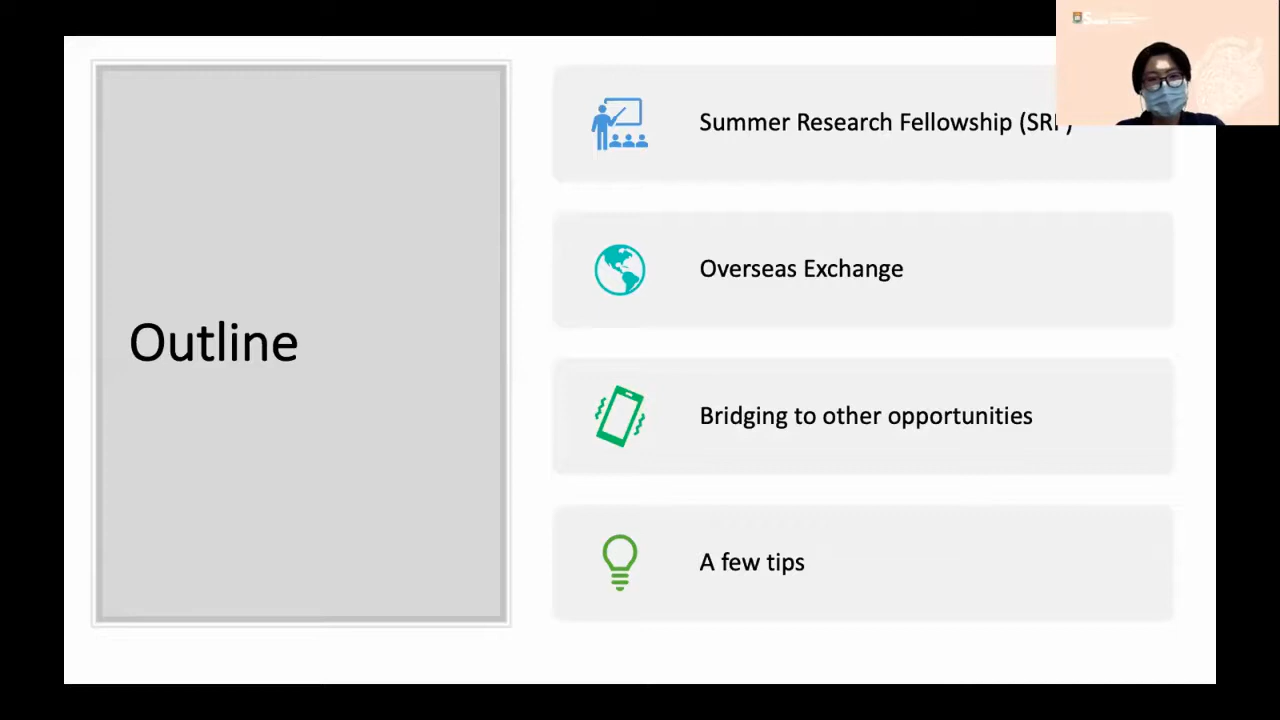 Outline
Summer Research Fellowship (SRF)
Overseas Exchange
Bridging to other opportunities
A few tips